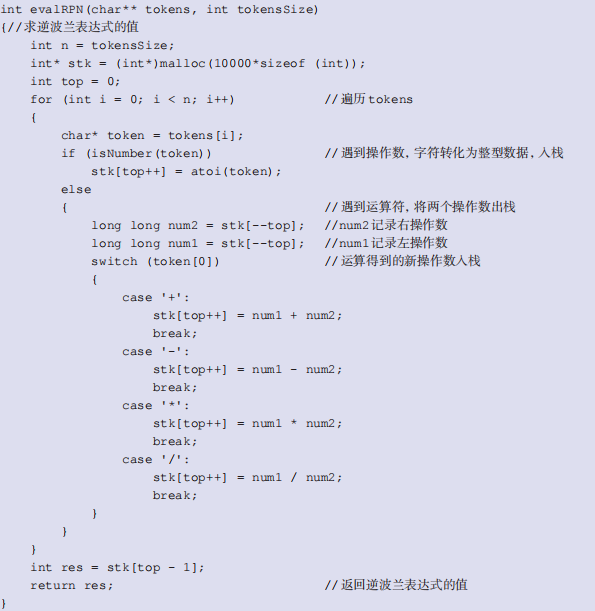 int evalRPN(char** tokens, int tokensSize)
{//求逆波兰表达式的值
    int n = tokensSize;
    int* stk = (int*)malloc(10000*sizeof (int));
    int top = 0;
    for (int i = 0; i < n; i++)            //遍历 tokens
    {
        char* token = tokens[i];
        if (isNumber(token))               //遇到操作数,字符转化为整型数据,入栈
            stk[top++] = atoi(token);
        else
        {                                  //遇到运算符,将两个操作数出栈
            long long num2 = stk[--top];   //num2记录右操作数
            long long num1 = stk[--top];   //num1记录左操作数
            switch (token[0])              //运算得到的新操作数入栈
            {
                case '+':
                    stk[top++] = num1 + num2;
                    break;
                case '-':
                    stk[top++] = num1 - num2;
                    break;
                case '*':
                    stk[top++] = num1 * num2;
                    break;
                case '/':
                    stk[top++] = num1 / num2;
                    break;
            }
        }
    }
    int res = stk[top - 1];
    return res;                            //返回逆波兰表达式的值
}